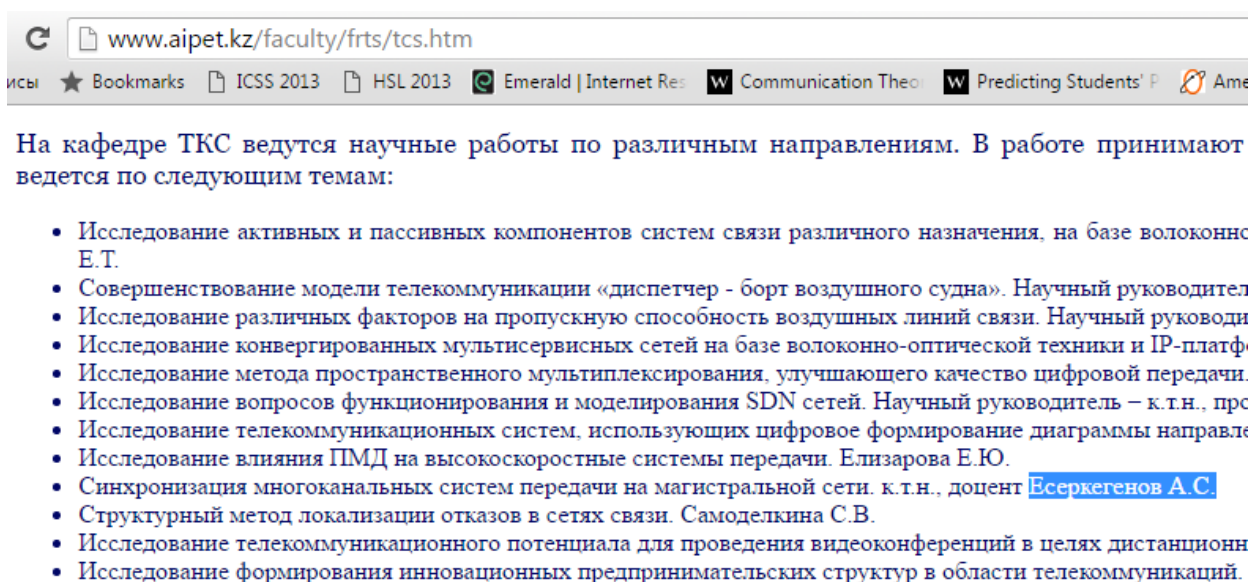 www.aipet.kz/faculty/frts/tcs.htm
Bookmarks ICSS 2013 HSL 2013 Emerald | Internet Res Communication Theo Predicting Students' P Ame
На кафедре ТКС ведутся научные работы по различным направлениям. В работе принимают
ведется по следующим темам:
• Исследование активных и пассивных компонентов систем связи различного назначения, на базе волоконно
Е.Т.
• Совершенствование модели телекоммуникации «диспетчер - борт воздушного судна». Научный руководител
• Исследование различных факторов на пропускную способность воздушных линий связи. Научный руководи
• Исследование конвергированных мультисервисных сетей на базе волоконно-оптической техники и IP-платф
• Исследование метода пространственного мультиплексирования, улучшающего качество цифровой передачи.
• Исследование вопросов функционирования и моделирования SDN сетей. Научный руководитель – к.т.н., про
• Исследование телекоммуникационных систем, использующих цифровое формирование диаграммы направле
• Исследование влияния ПМД на высокоскоростные системы передачи. Елизарова Е.Ю.
• Синхронизация многоканальных систем передачи на магистральной сети. к.т.н., доцент Есеркегенов А.С.
• Структурный метод локализации отказов в сетях связи. Самоделкина С.В.
• Исследование телекоммуникационного потенциала для проведения видеоконференций в целях дистанционн
• Исследование формирования инновационных предпринимательских структур в области телекоммуникаций.